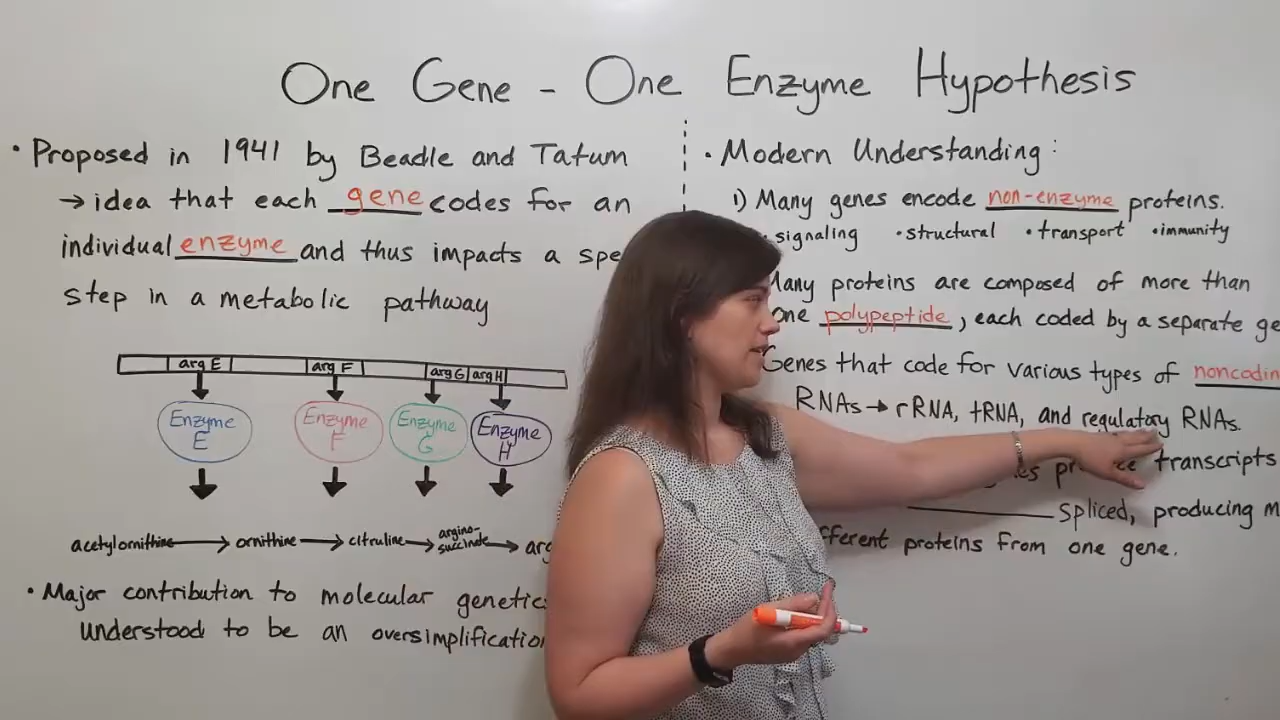 One Gene - One Enzyme Hypothesis
• Proposed in 1941 by Beadle and Tatum
→ idea that each gene codes for an
individual enzyme and thus impacts a spe
step in a metabolic pathway
arg E arg F arg G arg H
Enzyme E Enzyme F Enzyme G Enzyme H
acetylornithine → ornithine → citruline → argino-succinate → arg
• Major contribution to molecular genetics
understood to be an oversimplification
• Modern Understanding:
1) Many genes encode non-enzyme proteins.
• signaling • structural • transport • immunity
Many proteins are composed of more than
one polypeptide, each coded by a separate ge
Genes that code for various types of noncodin
RNAs → rRNA, tRNA, and regulatory RNAs.
transcripts
spliced, producing m
fferent proteins from one gene.